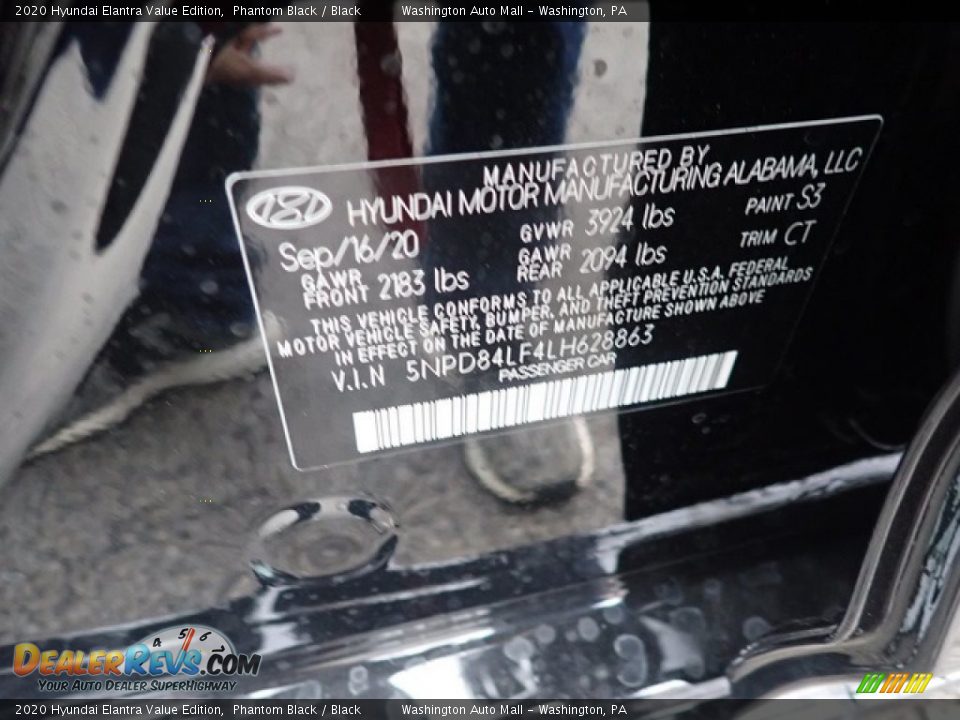 2020 Hyundai Elantra Value Edition, Phantom Black / Black Washington Auto Mall - Washington, PA
MANUFACTURED BY
HYUNDAI MOTOR MANUFACTURING ALABAMA, LLC
Sep/16/20 GVWR 3924 lbs PAINT S3
GAWR FRONT 2183 lbs GAWR REAR 2094 lbs TRIM CT
THIS VEHICLE CONFORMS TO ALL APPLICABLE U.S.A. FEDERAL
MOTOR VEHICLE SAFETY, BUMPER, AND THEFT PREVENTION STANDARDS
IN EFFECT ON THE DATE OF MANUFACTURE SHOWN ABOVE
V.I.N 5NPD84LF4LH628863
PASSENGER CAR
4 5 6
DEALERREVS.COM
YOUR AUTO DEALER SUPERHIGHWAY
2020 Hyundai Elantra Value Edition, Phantom Black / Black Washington Auto Mall - Washington, PA